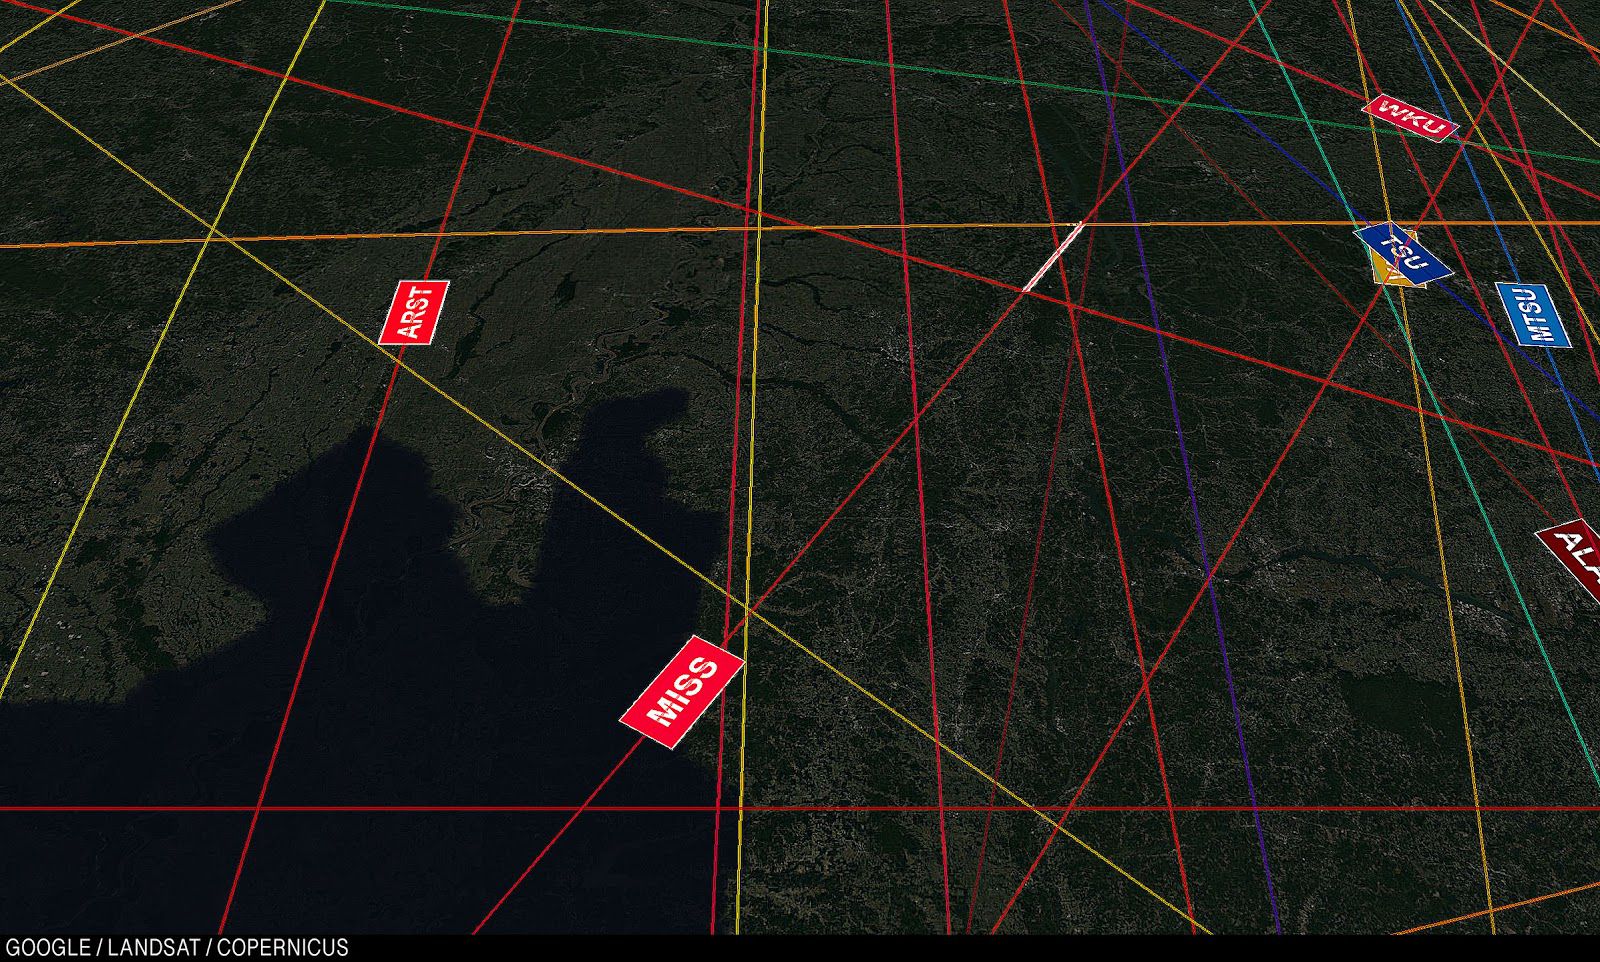 WKU
TSU
MTSU
ARST
MISS
GOOGLE / LANDSAT / COPERNICUS